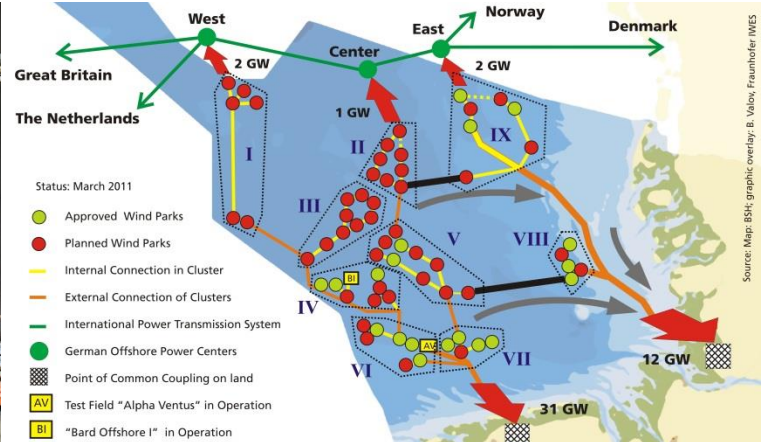 West
Norway
East
Denmark
Center
Great Britain
2 GW
2 GW
The Netherlands
1 GW
I
II
IX
III
V
VIII
IV
VI
VII
BI
AV
12 GW
31 GW
Status: March 2011
Approved Wind Parks
Planned Wind Parks
Internal Connection in Cluster
External Connection of Clusters
International Power Transmission System
German Offshore Power Centers
Point of Common Coupling on land
AV Test Field "Alpha Ventus" in Operation
BI "Bard Offshore I" in Operation
Source: Map: BSH; graphic overlay: B. Valov, Fraunhofer IWES